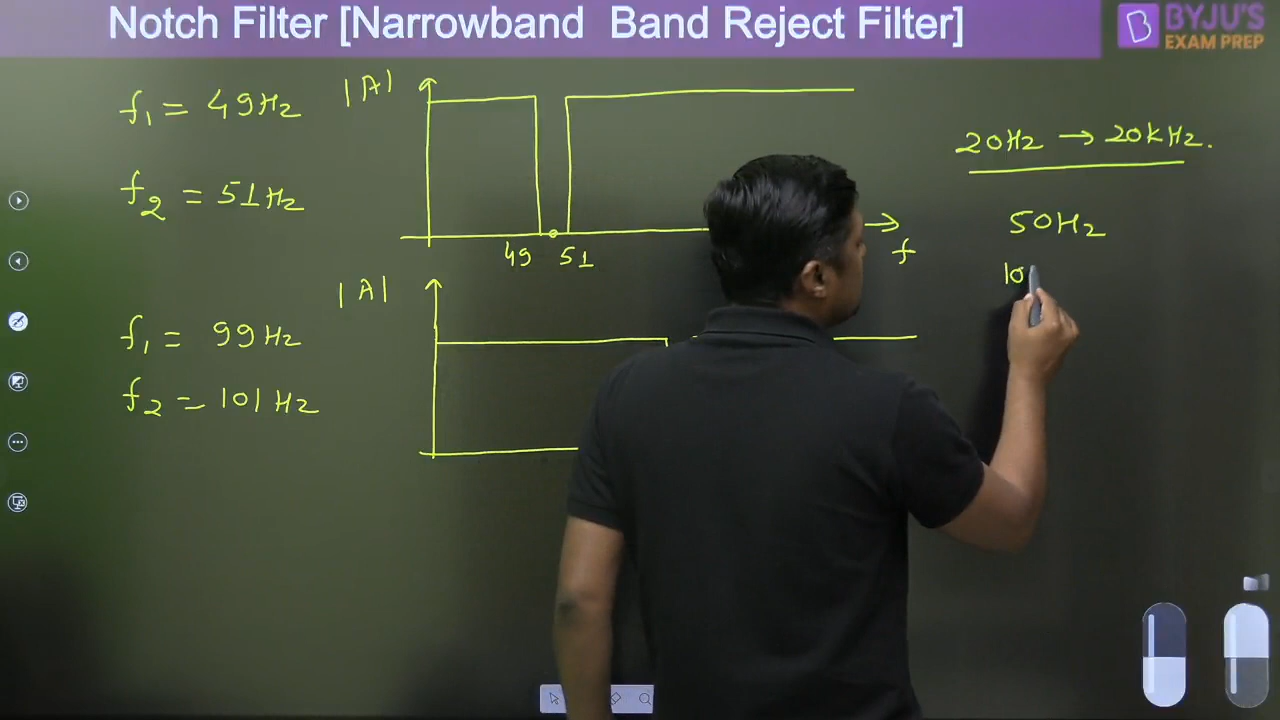 Notch Filter [Narrowband Band Reject Filter]
BYJU'S
EXAM PREP
f₁ = 49Hz
|A|
f₂ = 51Hz
49 51
f
20Hz → 20kHz.
50Hz
10
|A|
f₁ = 99Hz
f₂ = 101Hz